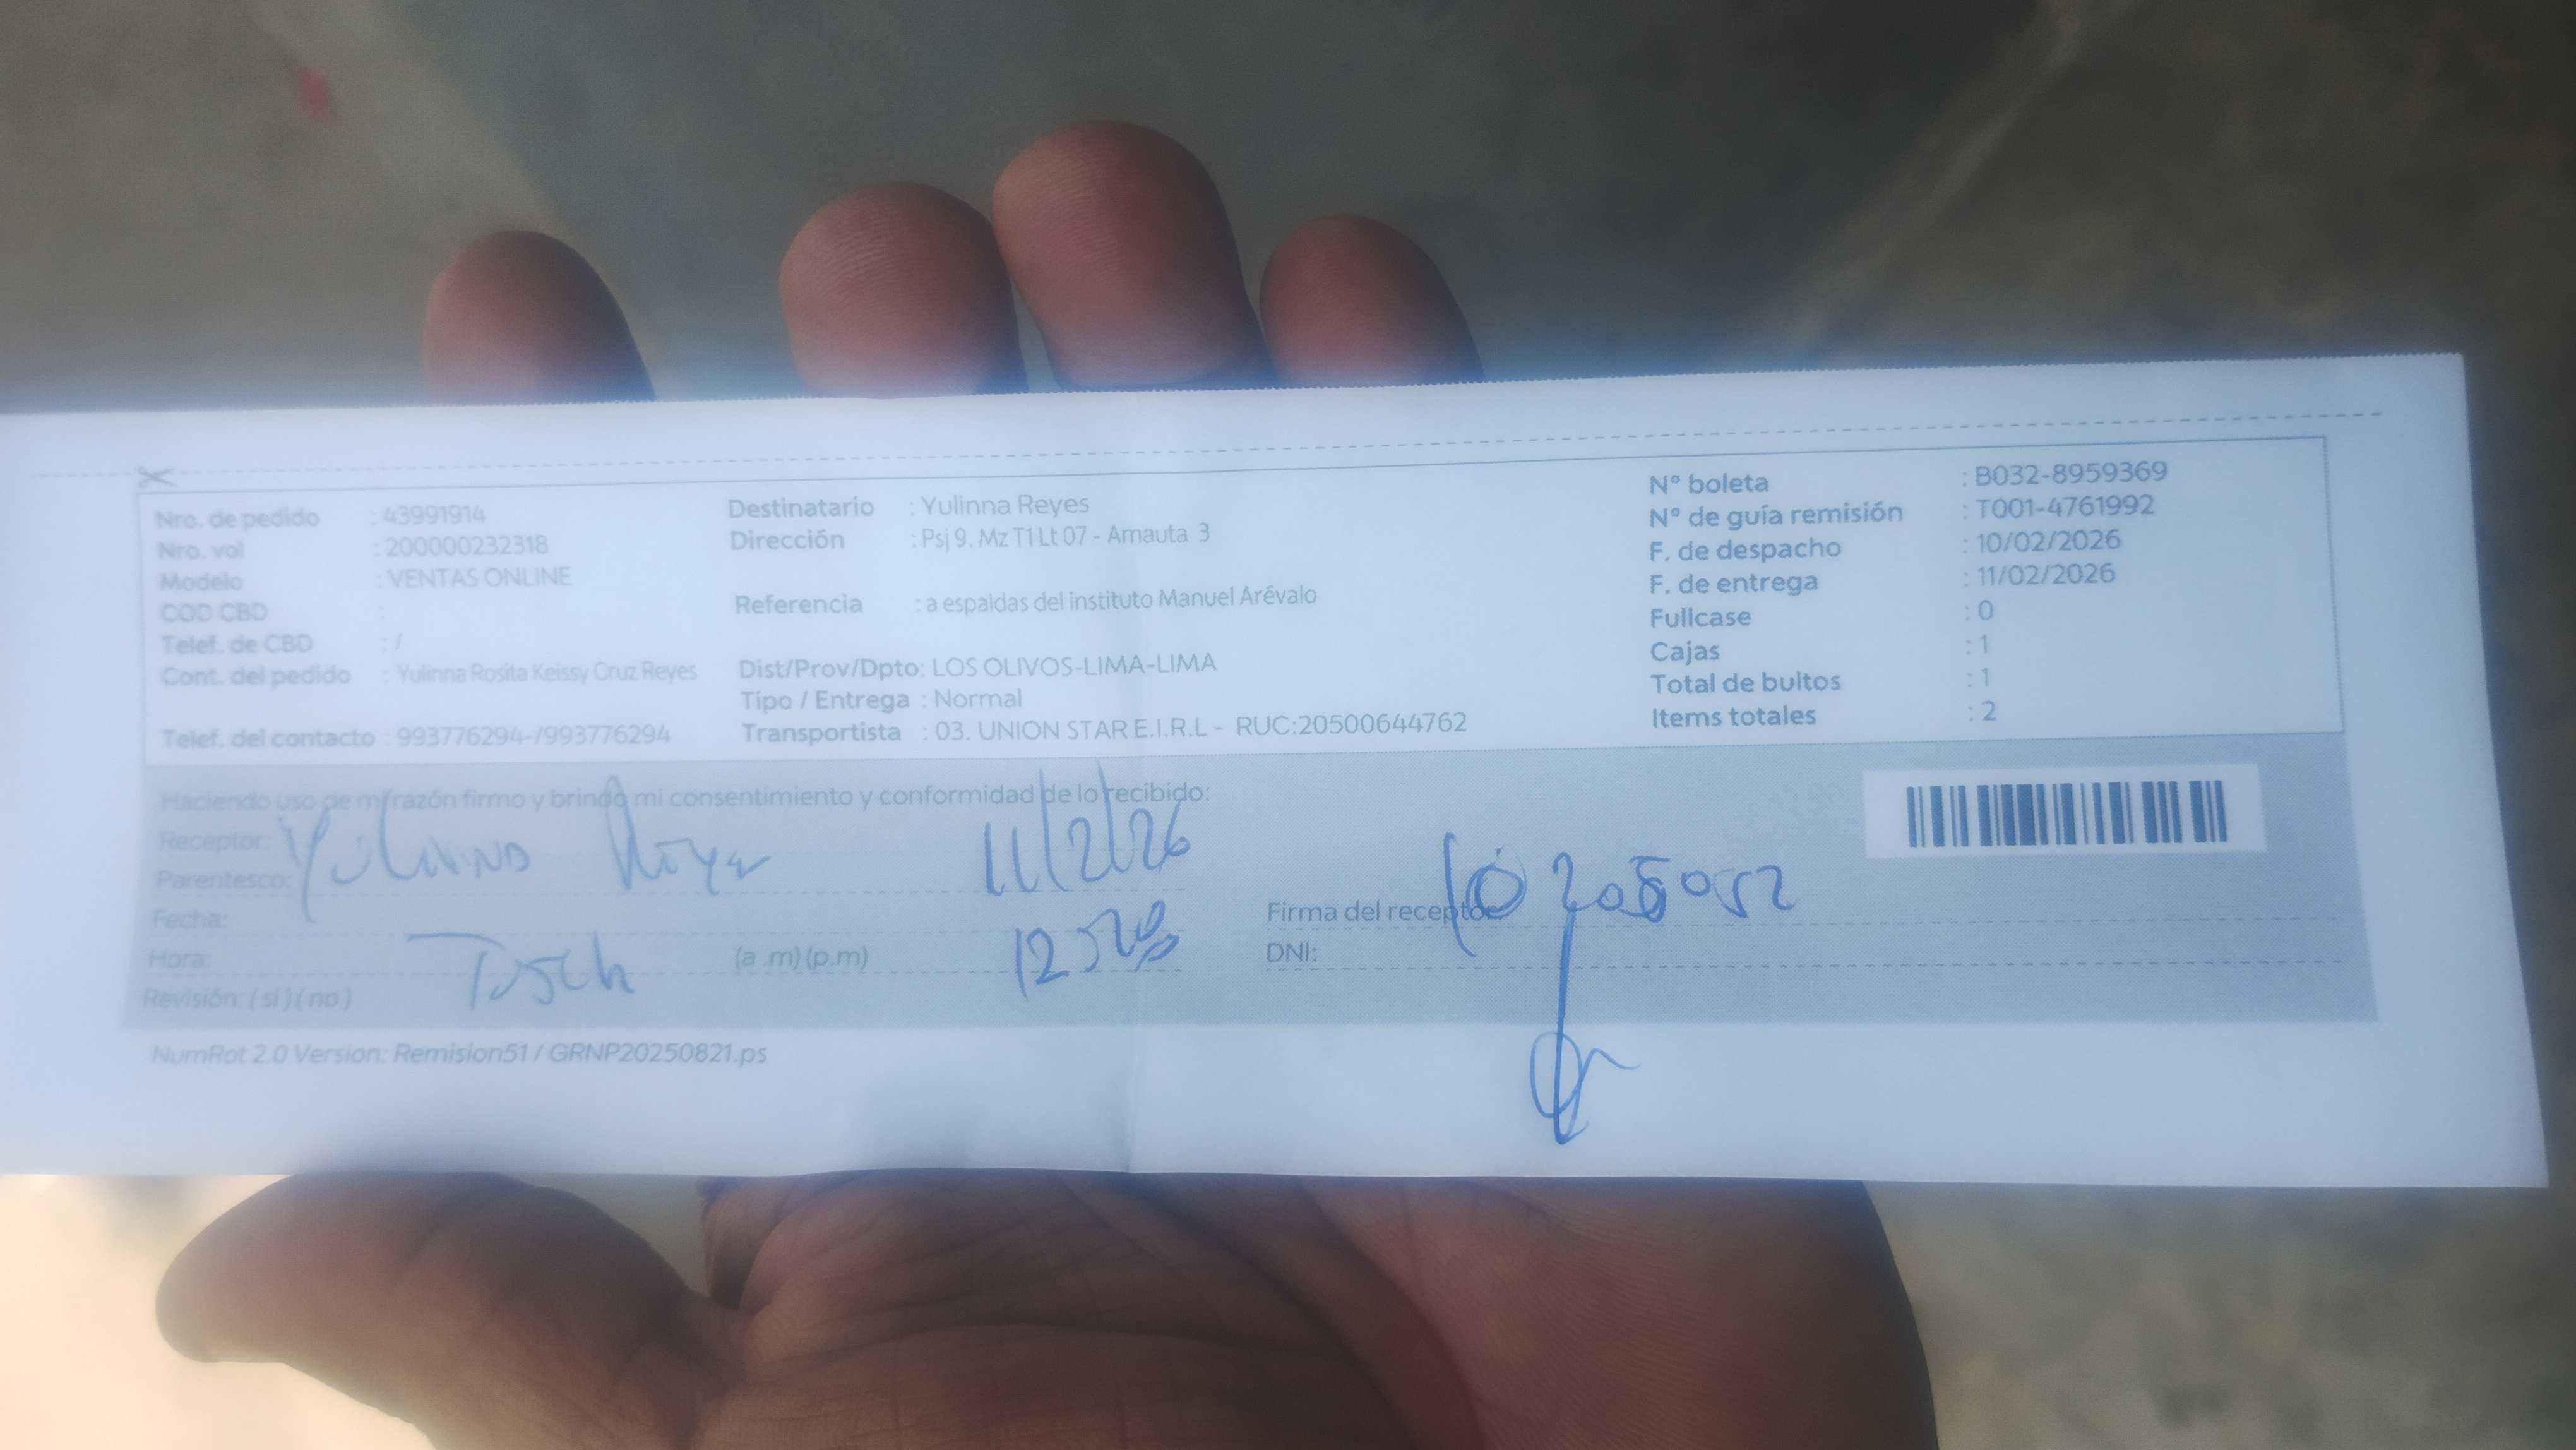 Nro. de pedido : 43991914
Nro. vol : 200000232318
Modelo : VENTAS ONLINE
COD CBD :
Telef. de CBD : /
Cont. del pedido : Yulinna Rosita Keissy Cruz Reyes
Telef. del contacto : 993776294-/993776294
Destinatario : Yulinna Reyes
Dirección : Psj 9. Mz T1 Lt 07 - Amauta 3
Referencia : a espaldas del instituto Manuel Arévalo
Dist/Prov/Dpto: LOS OLIVOS-LIMA-LIMA
Tipo / Entrega : Normal
Transportista : 03. UNION STAR E.I.R.L - RUC:20500644762
N° boleta : B032-8959369
N° de guía remisión : T001-4761992
F. de despacho : 10/02/2026
F. de entrega : 11/02/2026
Fullcase : 0
Cajas : 1
Total de bultos : 1
Items totales : 2
Haciendo uso de mi razón firmo y brindo mi consentimiento y conformidad de lo recibido:
Receptor: Yulinna Reyes 11/2/26
Parentesco:
Fecha:
Hora: (a .m) (p.m)
Revisión: ( si ) ( no )
Firma del receptor:
DNI:
NumRot 2.0 Version: Remision51 / GRNP20250821.ps